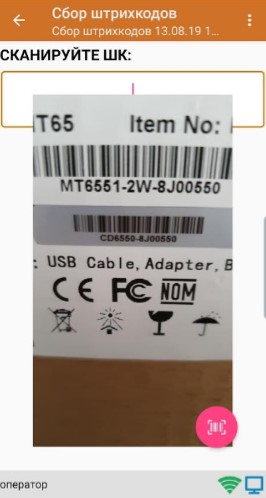 Сбор штрихкодов
Сбор штрихкодов 13.08.19 1...
СКАНИРУЙТЕ ШК:
MT65 Item No:
MT6551-2W-8J00550
CD6550-8J00550
: USB Cable, Adapter, B
CE FC NOM
оператор